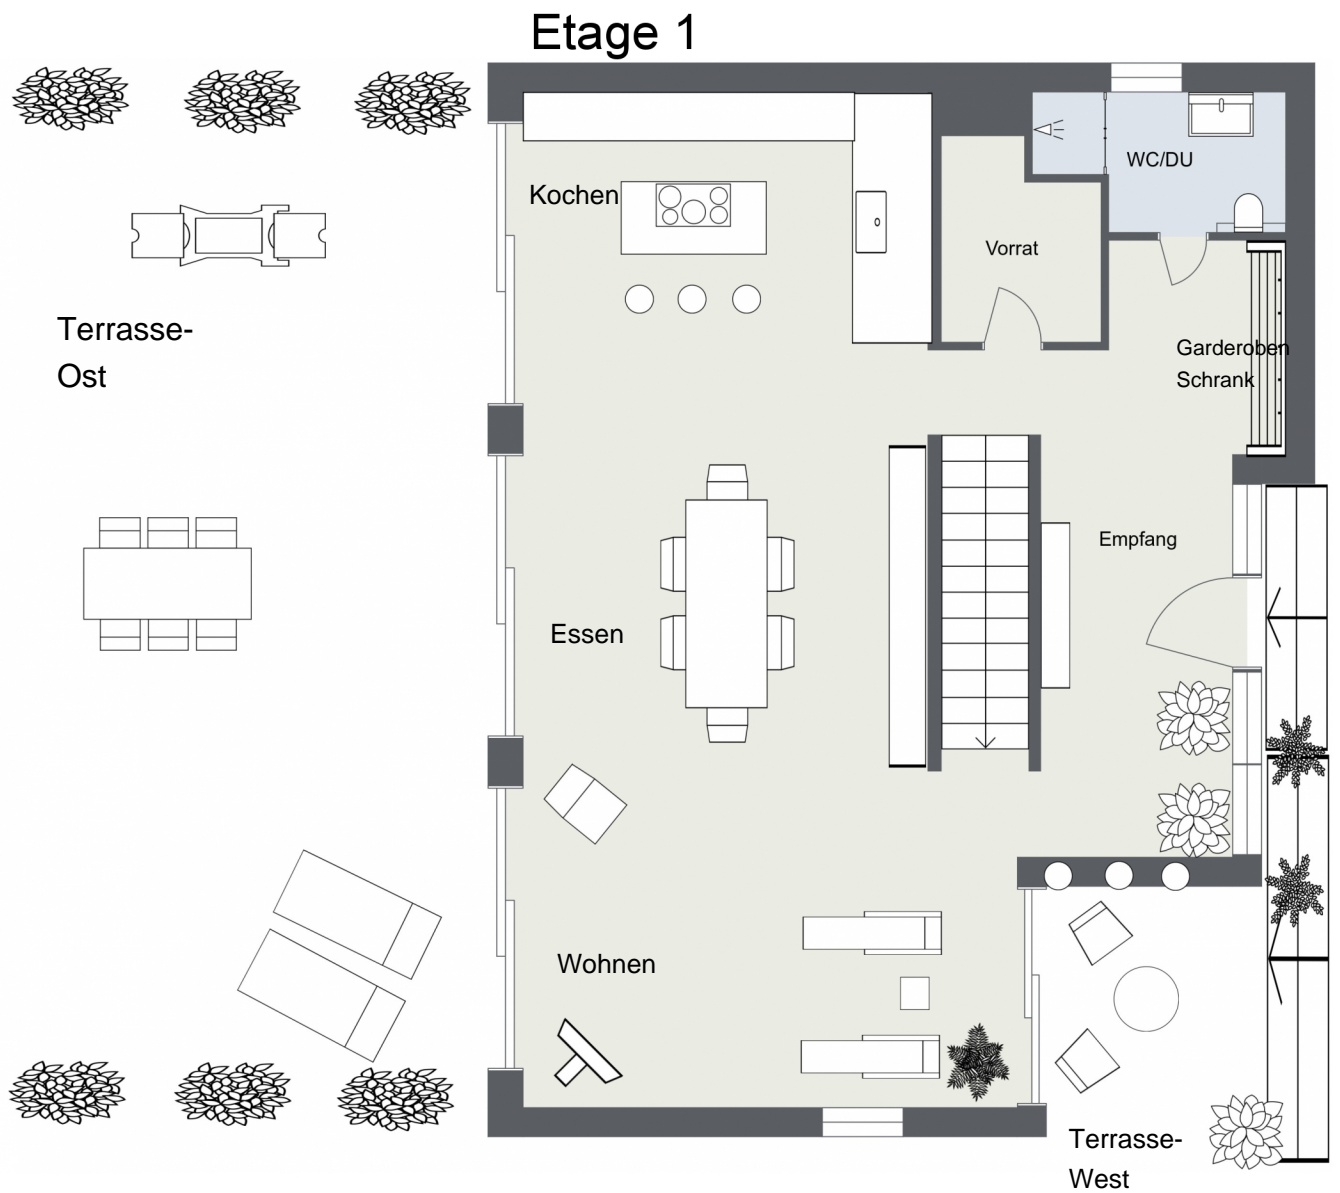 Etage 1
WC/DU
Kochen
Vorrat
Terrasse-
Ost
Garderoben
Schrank
Empfang
Essen
Wohnen
Terrasse-
West